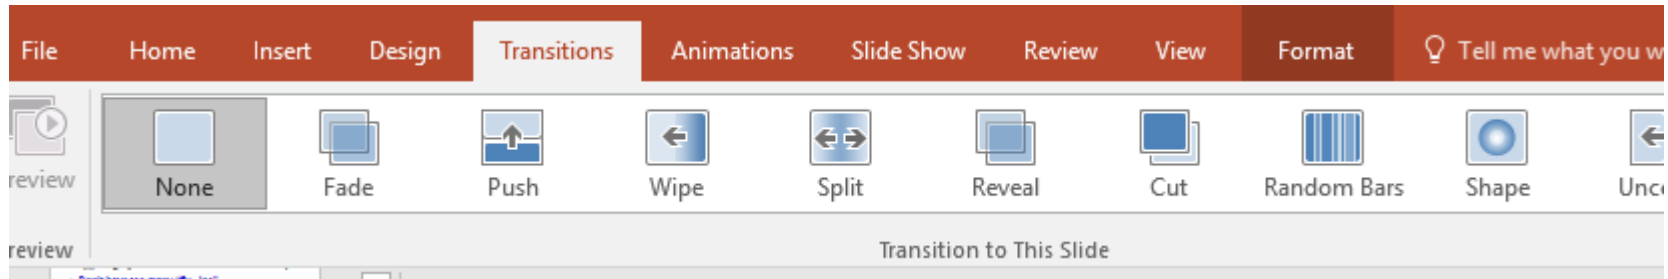 File Home Insert Design Transitions Animations Slide Show Review View Format Tell me what you w
review None Fade Push Wipe Split Reveal Cut Random Bars Shape Unc
review Transition to This Slide